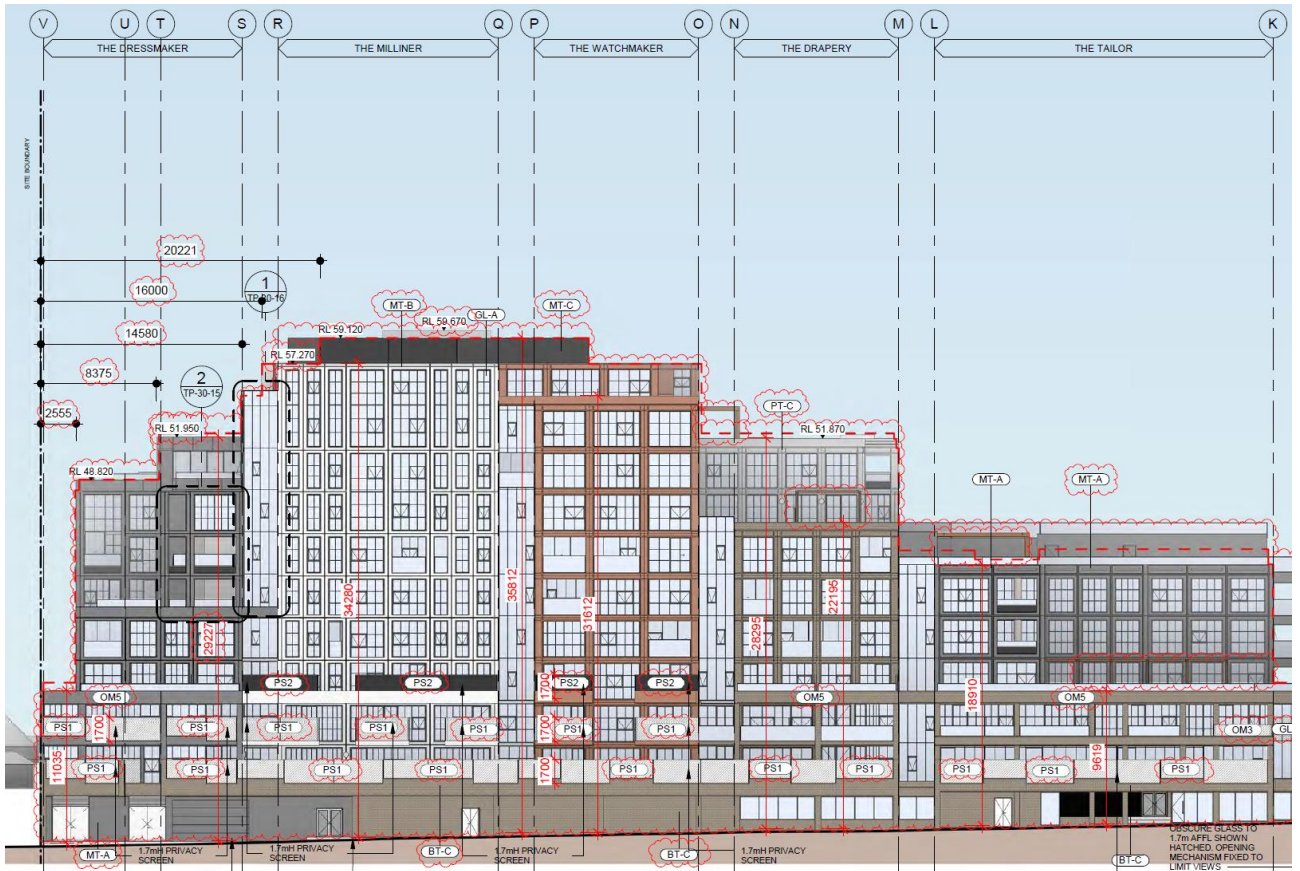 V U T S R Q P O N M L K
THE DRESSMAKER
THE MILLINER
THE WATCHMAKER
THE DRAPERY
THE TAILOR
SITE BOUNDARY
20221
16000
14580
8375
2555
1
TP-30-16
2
TP-30-15
MT-B
RL 59.670
GL-A
MT-C
RL 59.120
RL 57.270
RL 51.950
RL 48.820
PT-C
RL 51.870
MT-A
MT-A
34280
35812
31612
29227
28295
22195
18910
11035
9619
PS2
PS2
1700
PS2
PS2
OM5
OM5
OM5
PS1
1700
PS1
PS1
PS1
PS1
1700
PS1
PS1
OM3
GL
PS1
PS1
PS1
PS1
1700
PS1
PS1
PS1
PS1
PS1
PS1
MT-A
1.7mH PRIVACY
SCREEN
1.7mH PRIVACY
SCREEN
BT-C
1.7mH PRIVACY
SCREEN
BT-C
1.7mH PRIVACY
SCREEN
BT-C
OBSCURE GLASS TO
1.7m AFFL SHOWN
HATCHED. OPENING
MECHANISM FIXED TO
LIMIT VIEWS